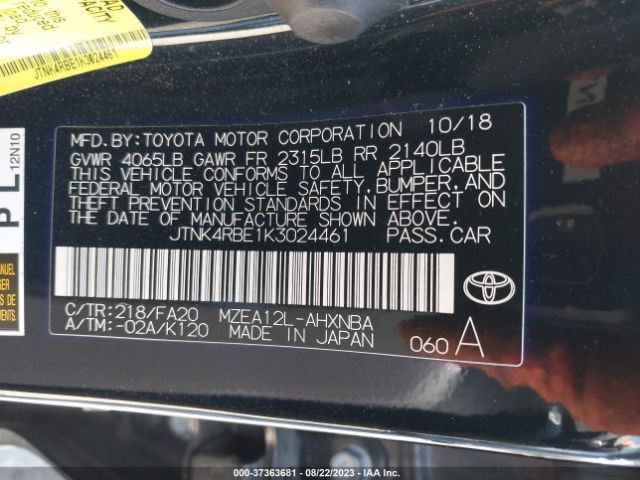 JTNK4RBE1K3024461
P L
12N10
MFD.BY:TOYOTA MOTOR CORPORATION 10/18
GVWR 4065LB GAWR FR 2315LB RR 2140LB
THIS VEHICLE CONFORMS TO ALL APPLICABLE
FEDERAL MOTOR VEHICLE SAFETY,BUMPER,AND
THEFT PREVENTION STANDARDS IN EFFECT ON
THE DATE OF MANUFACTURE SHOWN ABOVE.
JTNK4RBE1K3024461 PASS.CAR
C/TR:218/FA20 MZEA12L-AHXNBA
A/TM:-02A/K120 MADE IN JAPAN 060 A
TOYOTA
000-37363681 - 08/22/2023 - IAA Inc.